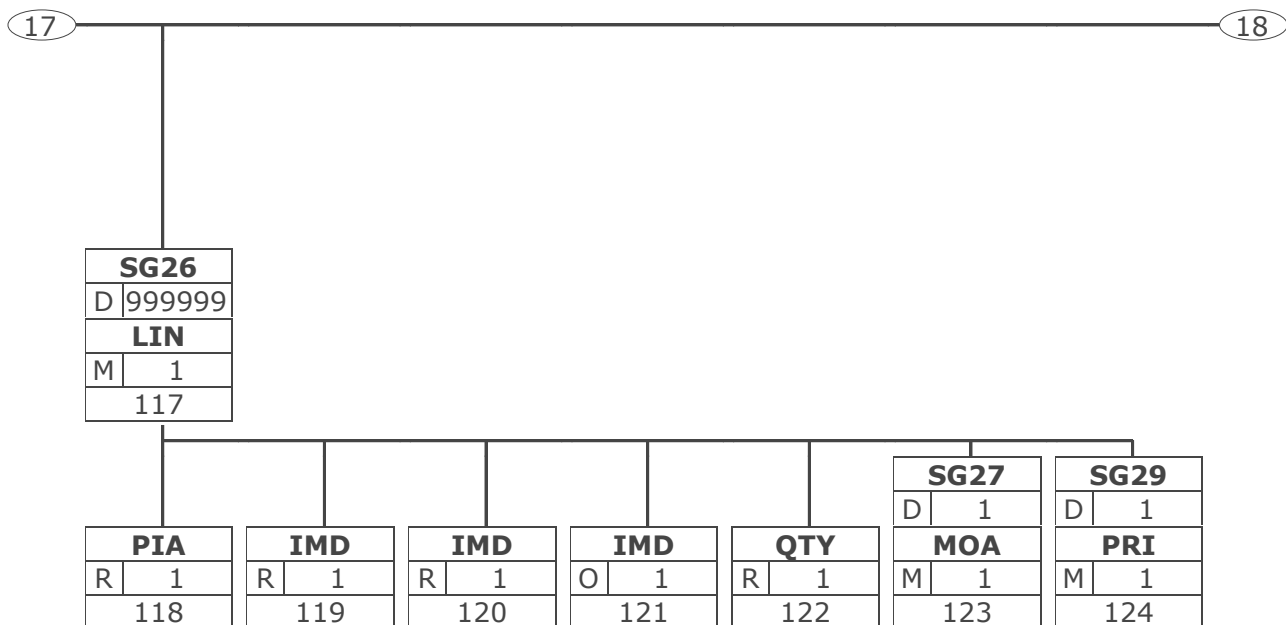 17 18
SG26
D 999999
LIN
M 1
117
SG27 SG29
D 1 D 1
PIA IMD IMD IMD QTY MOA PRI
R 1 R 1 R 1 O 1 R 1 M 1 M 1
118 119 120 121 122 123 124